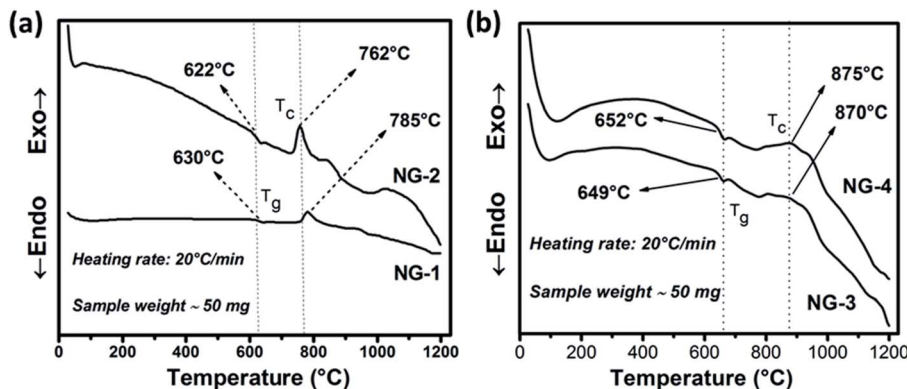 (a)
762°C
622°C
Tc
785°C
630°C
NG-2
Tg
NG-1
Heating rate: 20°C/min
Sample weight ~ 50 mg
←Endo Exo→
0 200 400 600 800 1000 1200
Temperature (°C)
(b)
875°C
Tc
870°C
652°C
NG-4
649°C
Tg
Heating rate: 20°C/min
Sample weight ~ 50 mg
NG-3
←Endo Exo→
0 200 400 600 800 1000 1200
Temperature (°C)